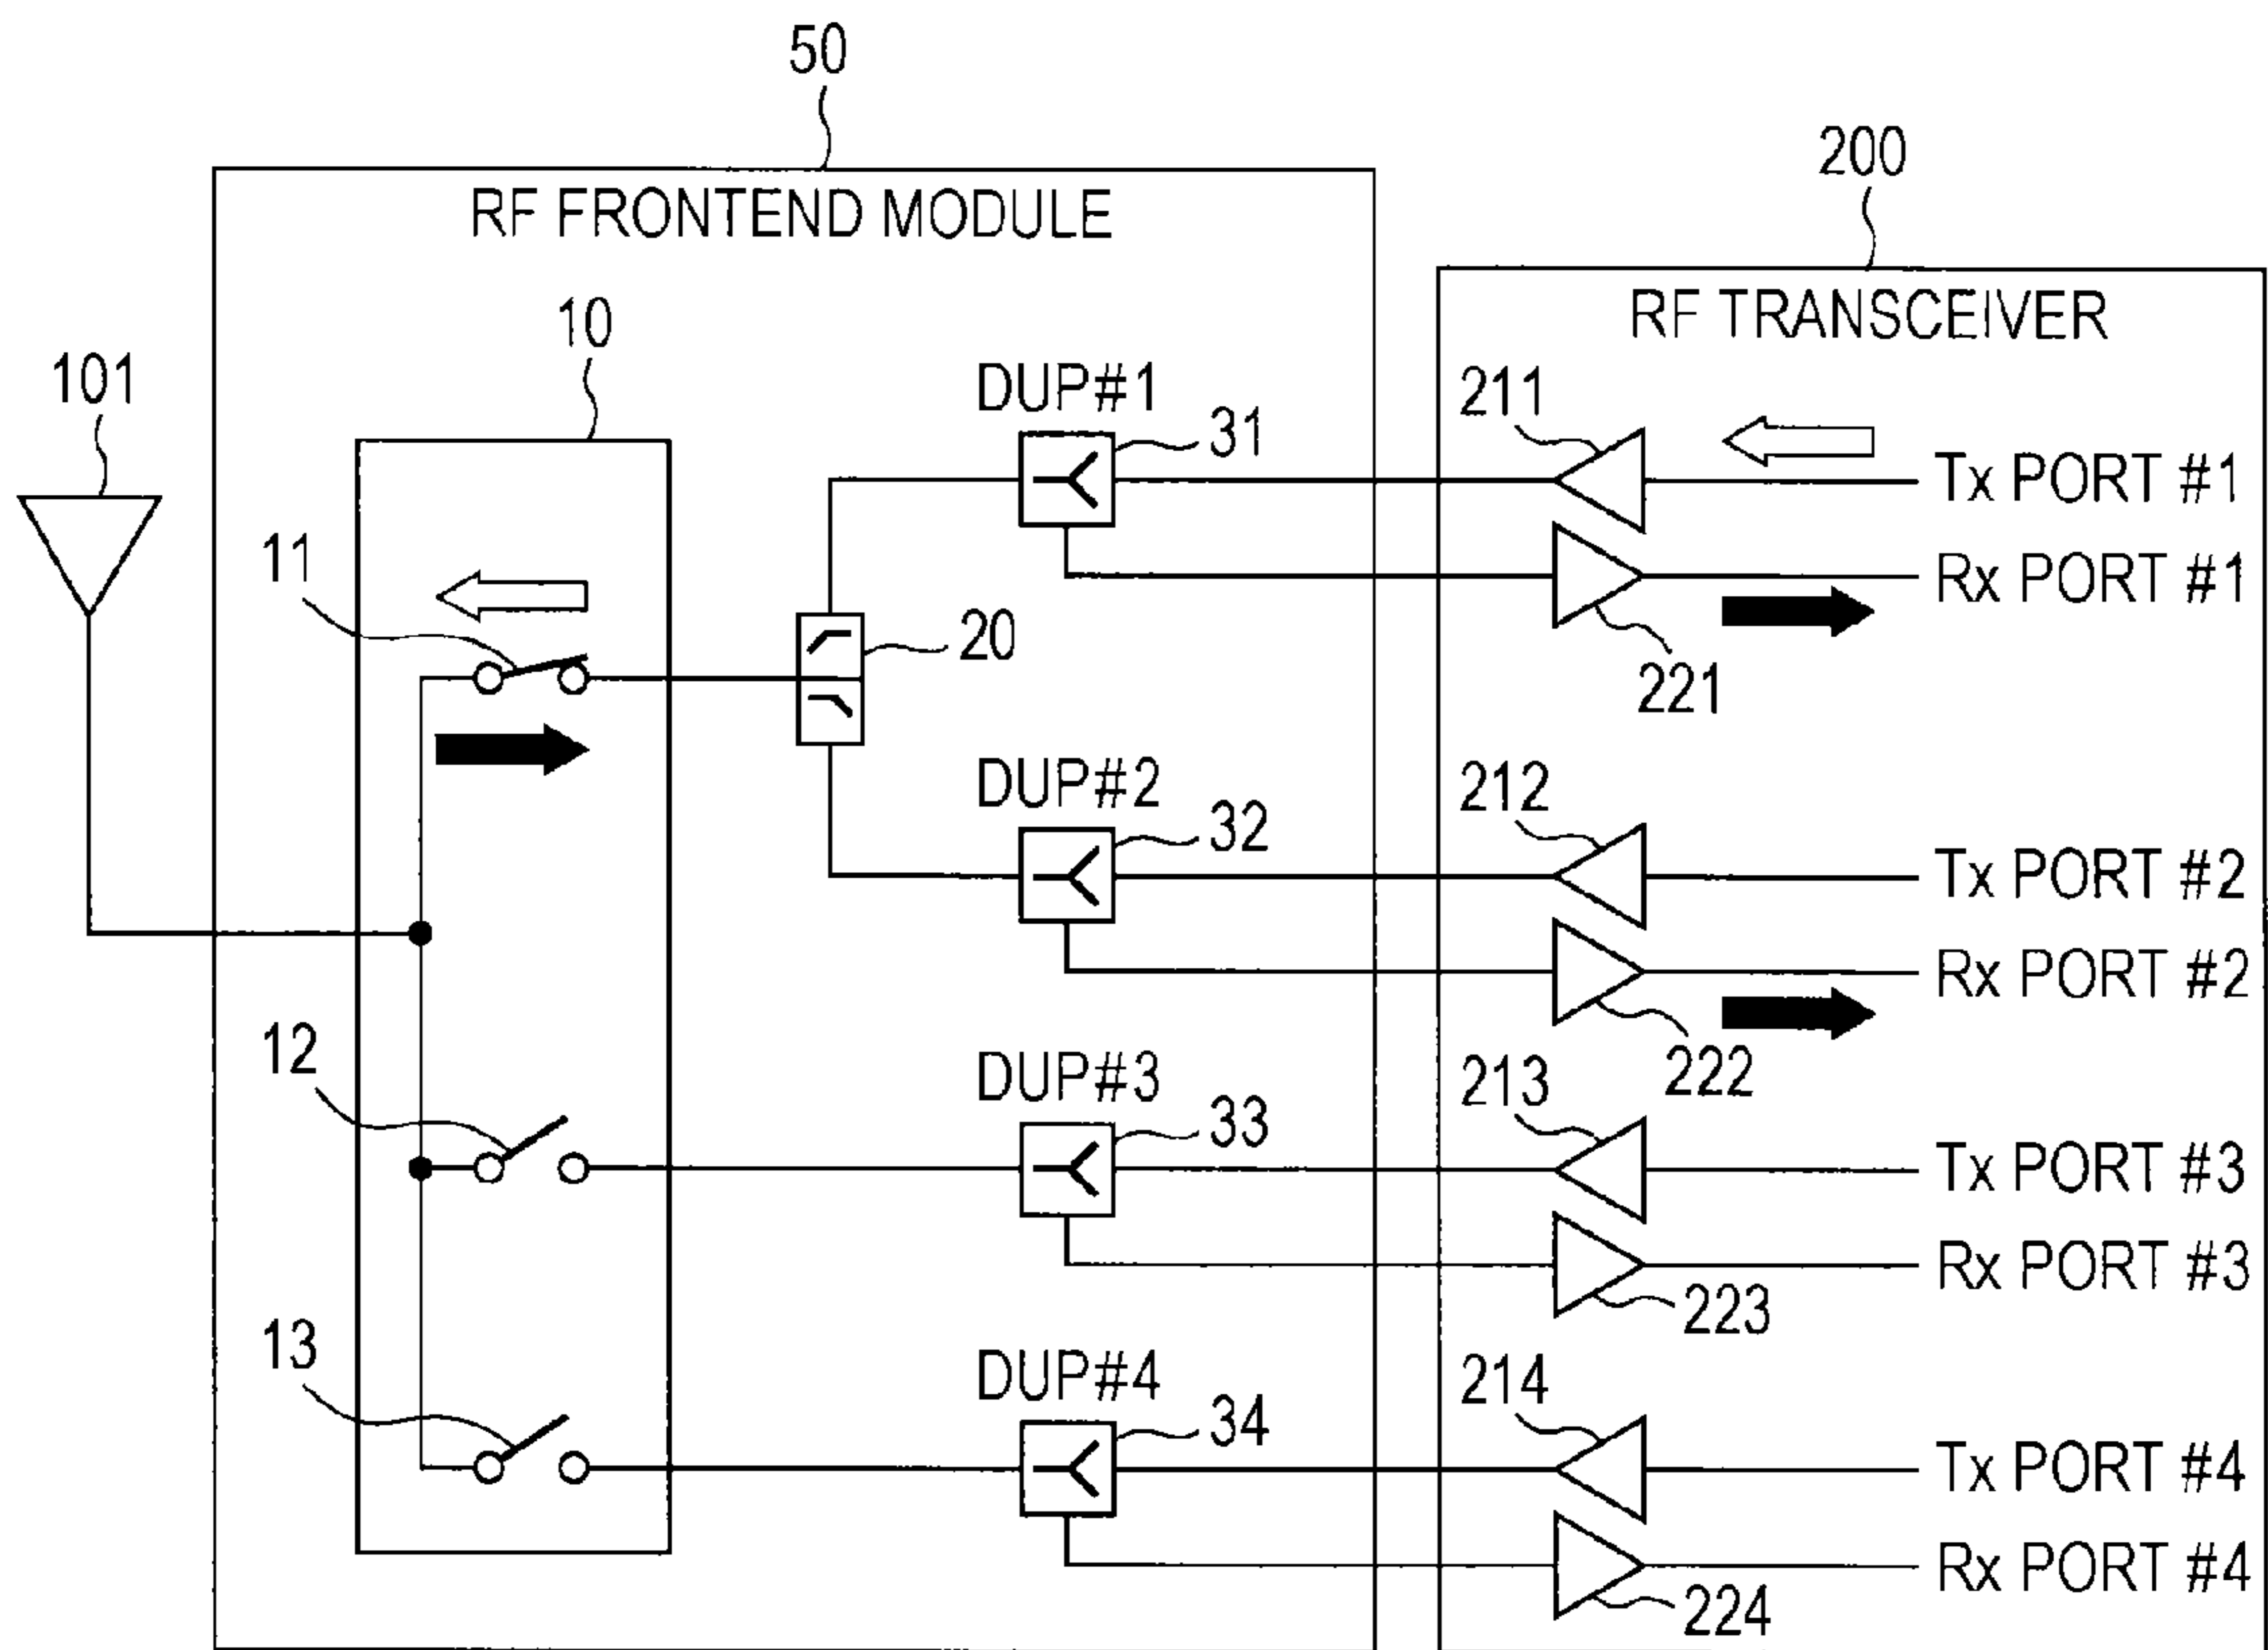 50
RF FRONTEND MODULE
200
RF TRANSCEIVER
10
101
DUP#1
31
211
Tx PORT #1
11
Rx PORT #1
20
221
DUP#2
32
212
Tx PORT #2
Rx PORT #2
12
222
DUP#3
33
213
Tx PORT #3
Rx PORT #3
223
13
DUP#4
34
214
Tx PORT #4
Rx PORT #4
224